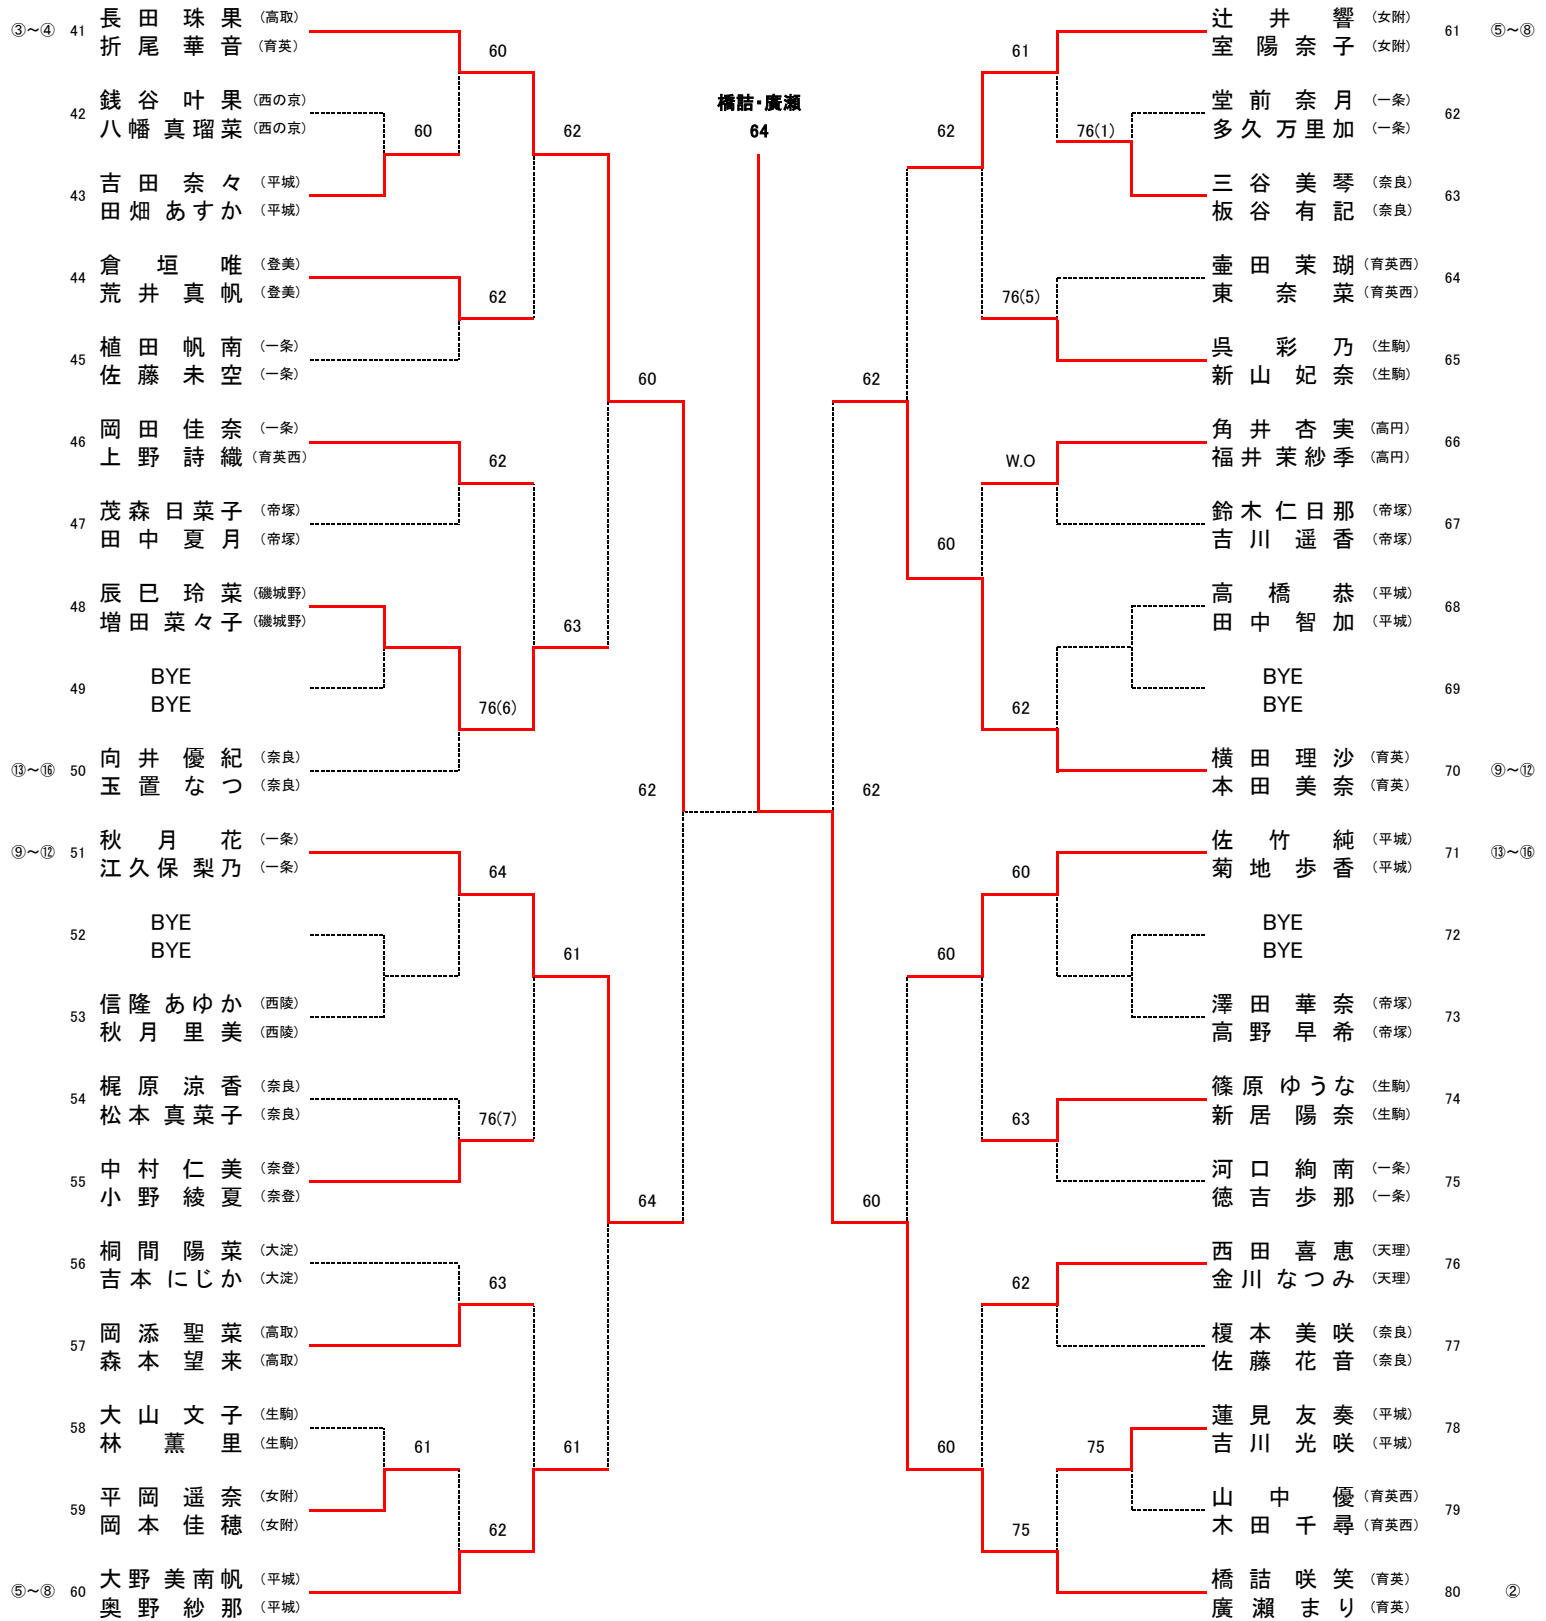 ③～④ 41 長田 珠果 (高取)
折尾 華音 (育英)
60
42 銭谷 叶果 (西の京)
八幡 真瑠菜 (西の京)
60
62
43 吉田 奈々 (平城)
田畑 あすか (平城)
44 倉垣 唯 (登美)
荒井 真帆 (登美)
62
45 植田 帆南 (一条)
佐藤 未空 (一条)
60
46 岡田 佳奈 (一条)
上野 詩織 (育英西)
62
47 茂森 日菜子 (帝塚)
田中 夏月 (帝塚)
48 辰巳 玲菜 (磯城野)
増田 菜々子 (磯城野)
63
49 BYE
BYE
76(6)
⑬～⑯ 50 向井 優紀 (奈良)
玉置 なつ (奈良)
62
⑨～⑫ 51 秋月 花 (一条)
江久保 梨乃 (一条)
64
52 BYE
BYE
61
53 信隆 あゆか (西陵)
秋月 里美 (西陵)
54 梶原 涼香 (奈良)
松本 真菜子 (奈良)
76(7)
55 中村 仁美 (奈登)
小野 綾夏 (奈登)
64
56 桐間 陽菜 (大淀)
吉本 にじか (大淀)
63
57 岡添 聖菜 (高取)
森本 望来 (高取)
58 大山 文子 (生駒)
林 薫里 (生駒)
61
61
59 平岡 遥奈 (女附)
岡本 佳穂 (女附)
62
⑤～⑧ 60 大野 美南帆 (平城)
奥野 紗那 (平城)
橋詰・廣瀬
64
辻井 響 (女附) 61 ⑤～⑧
室 陽奈子 (女附)
61
堂前 奈月 (一条) 62
多久 万里加 (一条)
62
76(1)
三谷 美琴 (奈良) 63
板谷 有記 (奈良)
壷田 茉瑚 (育英西) 64
東 奈菜 (育英西)
76(5)
呉 彩乃 (生駒) 65
新山 妃奈 (生駒)
62
角井 杏実 (高円) 66
福井 茉紗季 (高円)
W.O
鈴木 仁日那 (帝塚) 67
吉川 遥香 (帝塚)
60
高橋 恭 (平城) 68
田中 智加 (平城)
BYE 69
BYE
62
横田 理沙 (育英) 70 ⑨～⑫
本田 美奈 (育英)
62
佐竹 純 (平城) 71 ⑬～⑯
菊地 歩香 (平城)
60
BYE 72
BYE
60
澤田 華奈 (帝塚) 73
高野 早希 (帝塚)
篠原 ゆうな (生駒) 74
新居 陽奈 (生駒)
63
河口 絢南 (一条) 75
徳吉 歩那 (一条)
60
西田 喜恵 (天理) 76
金川 なつみ (天理)
62
榎本 美咲 (奈良) 77
佐藤 花音 (奈良)
蓮見 友奏 (平城) 78
吉川 光咲 (平城)
60
75
山中 優 (育英西) 79
木田 千尋 (育英西)
75
橋詰 咲笑 (育英) 80 ②
廣瀬 まり (育英)